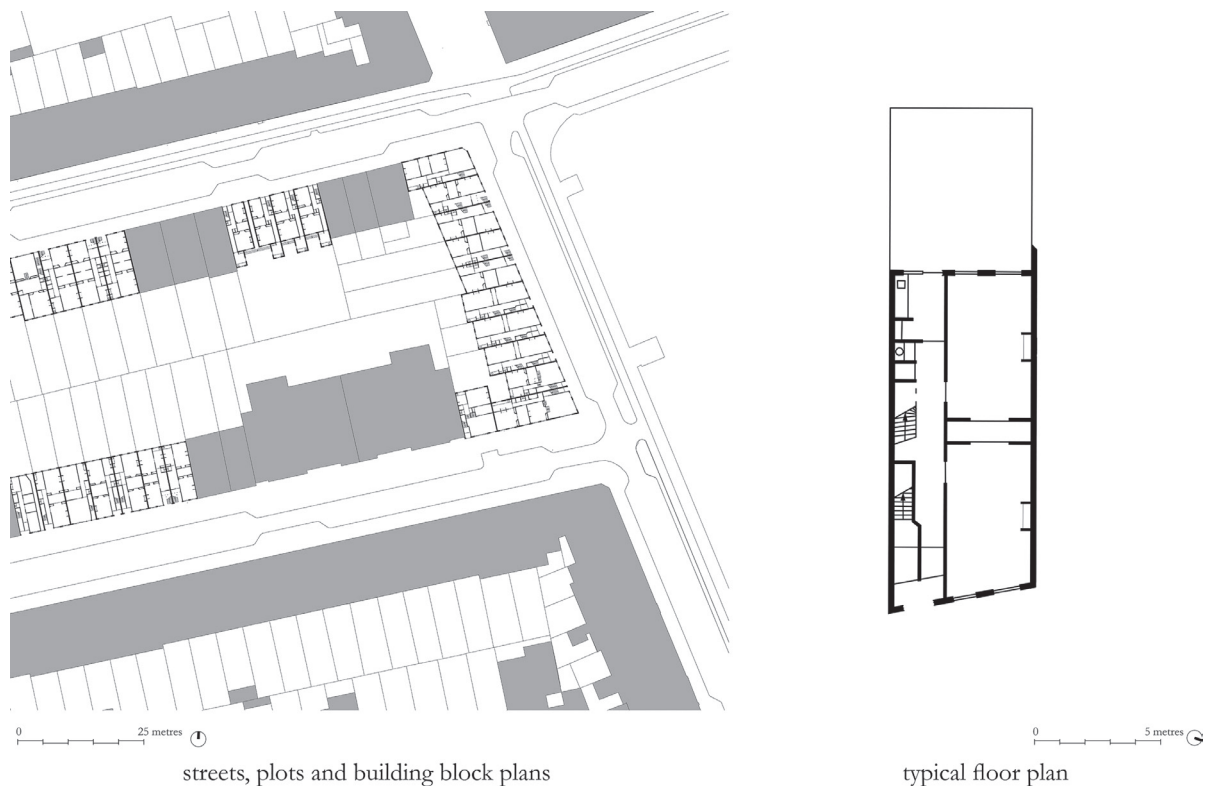 0 25 metres
0 5 metres
streets, plots and building block plans
typical floor plan